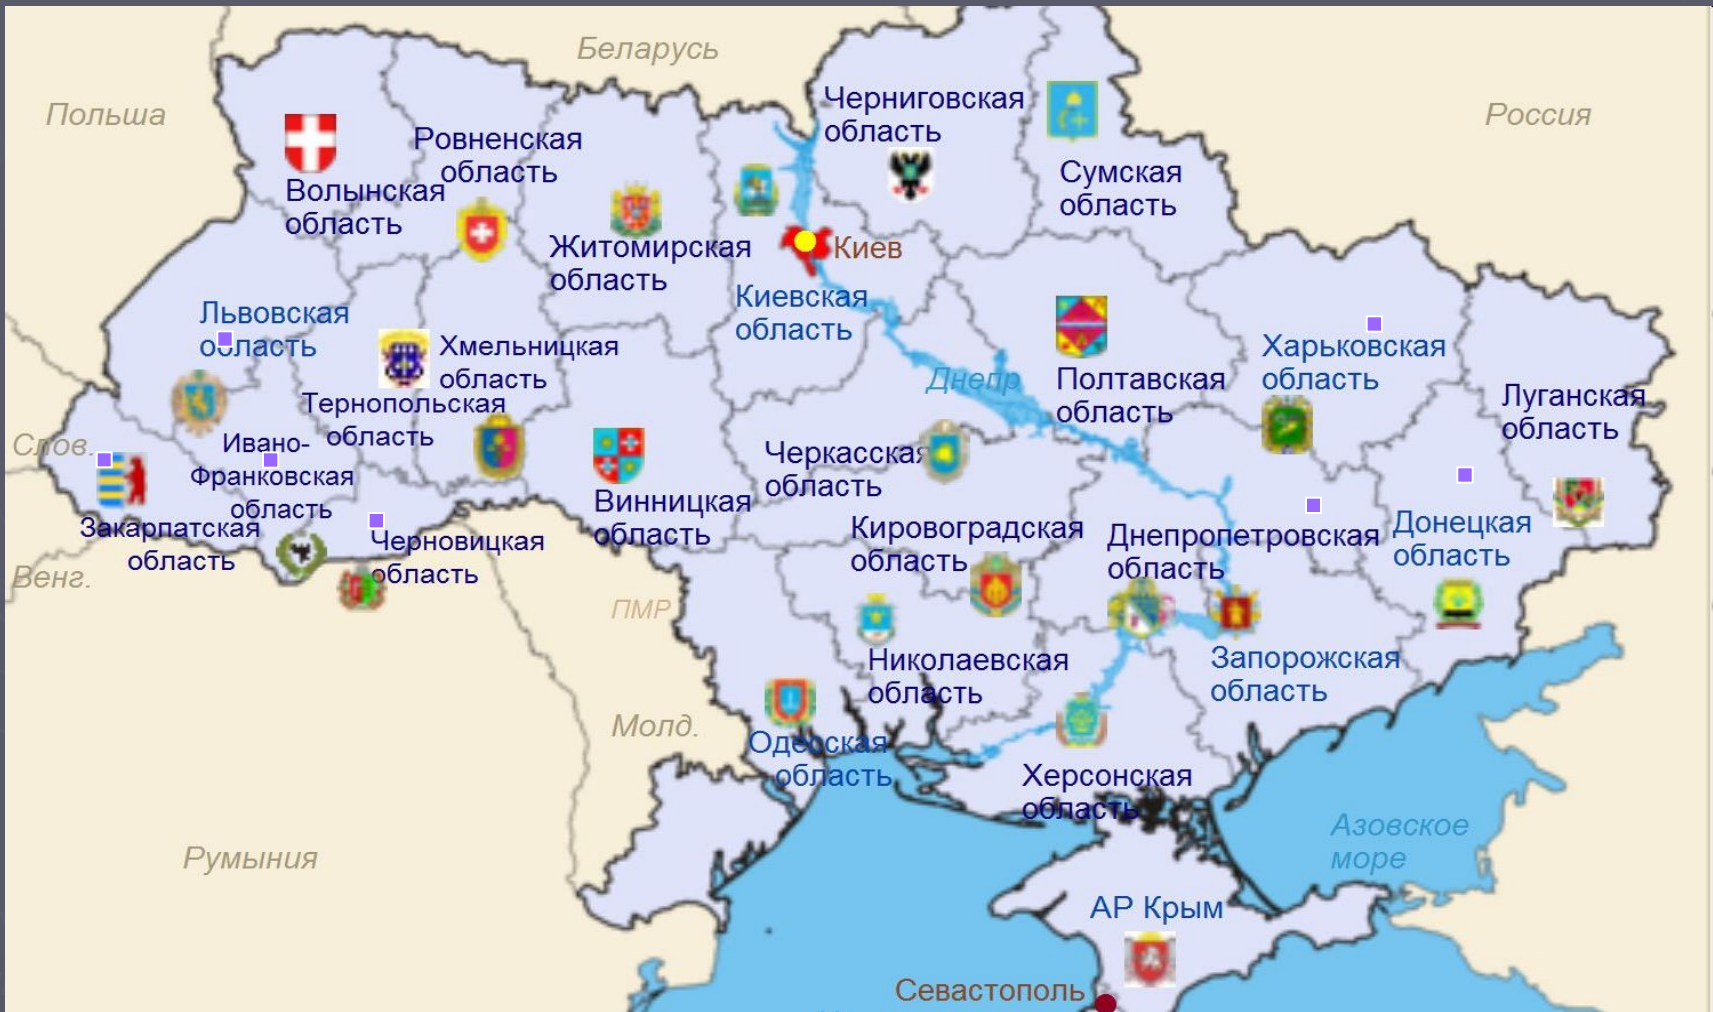 Беларусь
Польша
Россия
Черниговская
область
Ровненская
область
Сумская
область
Волынская
область
Житомирская
область
Киев
Киевская
область
Львовская
область
Хмельницкая
область
Харьковская
область
Днепр
Полтавская
область
Луганская
область
Тернопольская
область
Слов.
Ивано-
Франковская
область
Черкасская
область
Винницкая
область
Закарпатская
область
Черновицкая
область
Кировоградская
область
Днепропетровская
область
Донецкая
область
Венг.
ПМР
Николаевская
область
Запорожская
область
Молд.
Одесская
область
Херсонская
область
Азовское
море
Румыния
АР Крым
Севастополь